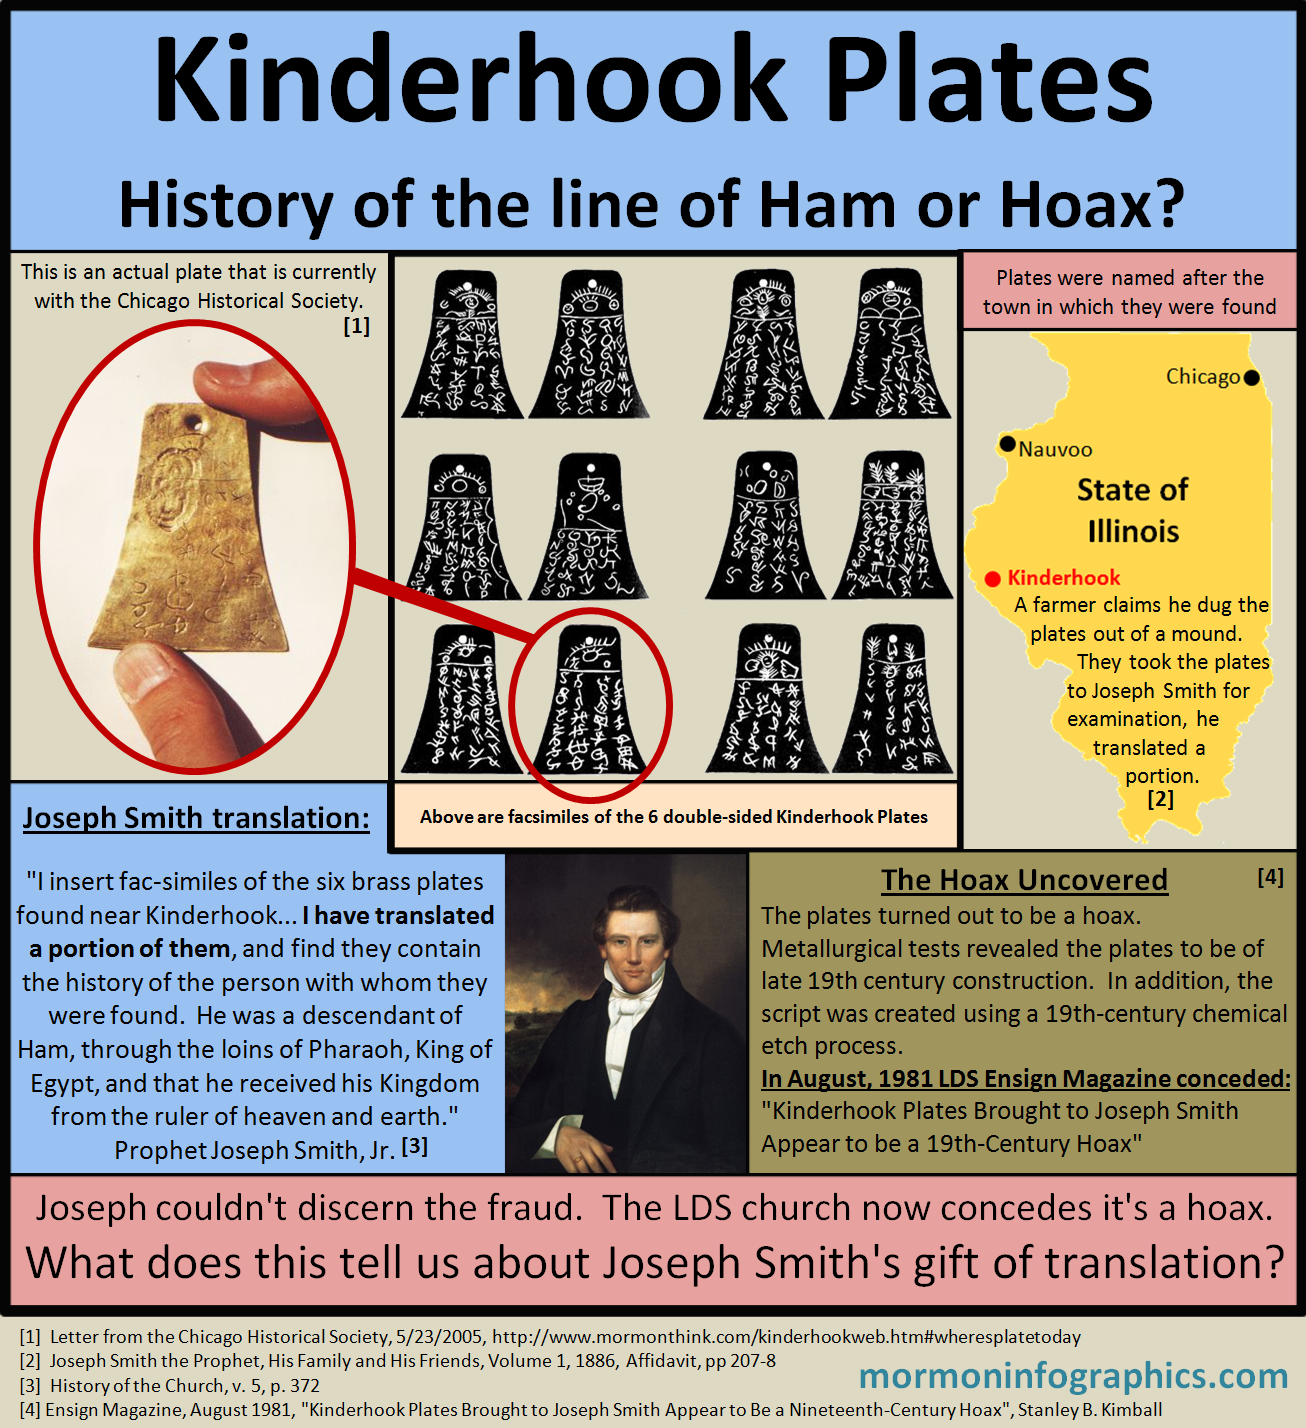 Kinderhook Plates
History of the line of Ham or Hoax?
This is an actual plate that is currently
with the Chicago Historical Society.
[1]
Plates were named after the
town in which they were found
Chicago
Nauvoo
State of
Illinois
Kinderhook
A farmer claims he dug the
plates out of a mound.
They took the plates
to Joseph Smith for
examination, he
translated a
portion.
[2]
Above are facsimiles of the 6 double-sided Kinderhook Plates
Joseph Smith translation:
"I insert fac-similes of the six brass plates
found near Kinderhook... I have translated
a portion of them, and find they contain
the history of the person with whom they
were found.  He was a descendant of
Ham, through the loins of Pharaoh, King of
Egypt, and that he received his Kingdom
from the ruler of heaven and earth."
Prophet Joseph Smith, Jr. [3]
The Hoax Uncovered [4]
The plates turned out to be a hoax.
Metallurgical tests revealed the plates to be of
late 19th century construction.  In addition, the
script was created using a 19th-century chemical
etch process.
In August, 1981 LDS Ensign Magazine conceded:
"Kinderhook Plates Brought to Joseph Smith
Appear to be a 19th-Century Hoax"
Joseph couldn't discern the fraud.  The LDS church now concedes it's a hoax.
What does this tell us about Joseph Smith's gift of translation?
[1]  Letter from the Chicago Historical Society, 5/23/2005, http://www.mormonthink.com/kinderhookweb.htm#wheresplatetoday
[2]  Joseph Smith the Prophet, His Family and His Friends, Volume 1, 1886, Affidavit, pp 207-8
[3]  History of the Church, v. 5, p. 372
[4] Ensign Magazine, August 1981, "Kinderhook Plates Brought to Joseph Smith Appear to Be a Nineteenth-Century Hoax", Stanley B. Kimball
mormoninfographics.com